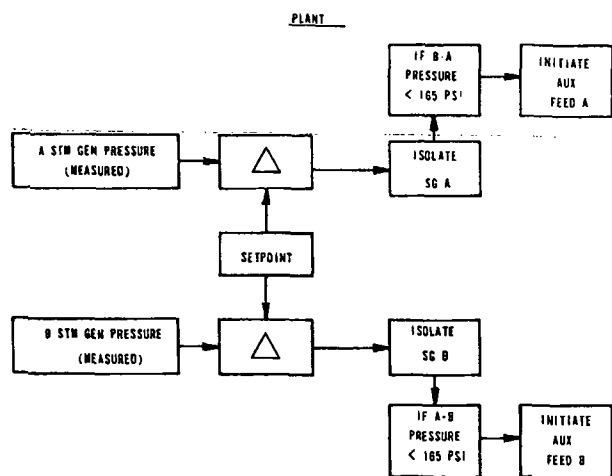 PLANT
IF B-A
PRESSURE
< 165 PSI
INITIATE
AUX
FEED A
A STM GEN PRESSURE
(MEASURED)
△
ISOLATE
SG A
SETPOINT
B STM GEN PRESSURE
(MEASURED)
△
ISOLATE
SG B
IF A-B
PRESSURE
< 165 PSI
INITIATE
AUX
FEED B